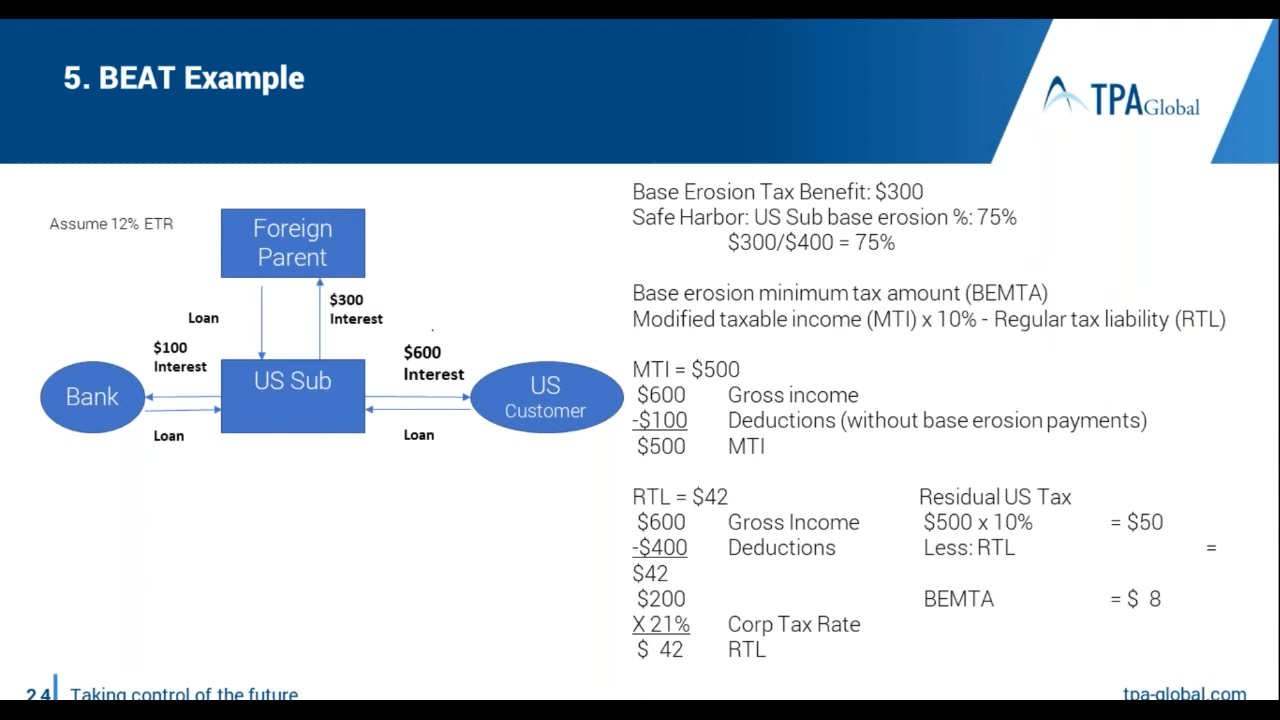 5. BEAT Example
TPA Global
Assume 12% ETR
Foreign
Parent
$300
Interest
Loan
$100
Interest
$600
Interest
Bank
US Sub
US
Customer
Loan
Loan
Base Erosion Tax Benefit: $300
Safe Harbor: US Sub base erosion %: 75%
$300/$400 = 75%
Base erosion minimum tax amount (BEMTA)
Modified taxable income (MTI) x 10% - Regular tax liability (RTL)
MTI = $500
$600 Gross income
-$100 Deductions (without base erosion payments)
$500 MTI
RTL = $42 Residual US Tax
$600 Gross Income $500 x 10% = $50
-$400 Deductions Less: RTL =
$42
$200 BEMTA = $ 8
X 21% Corp Tax Rate
$ 42 RTL
24 Taking control of the future
tpa-global.com